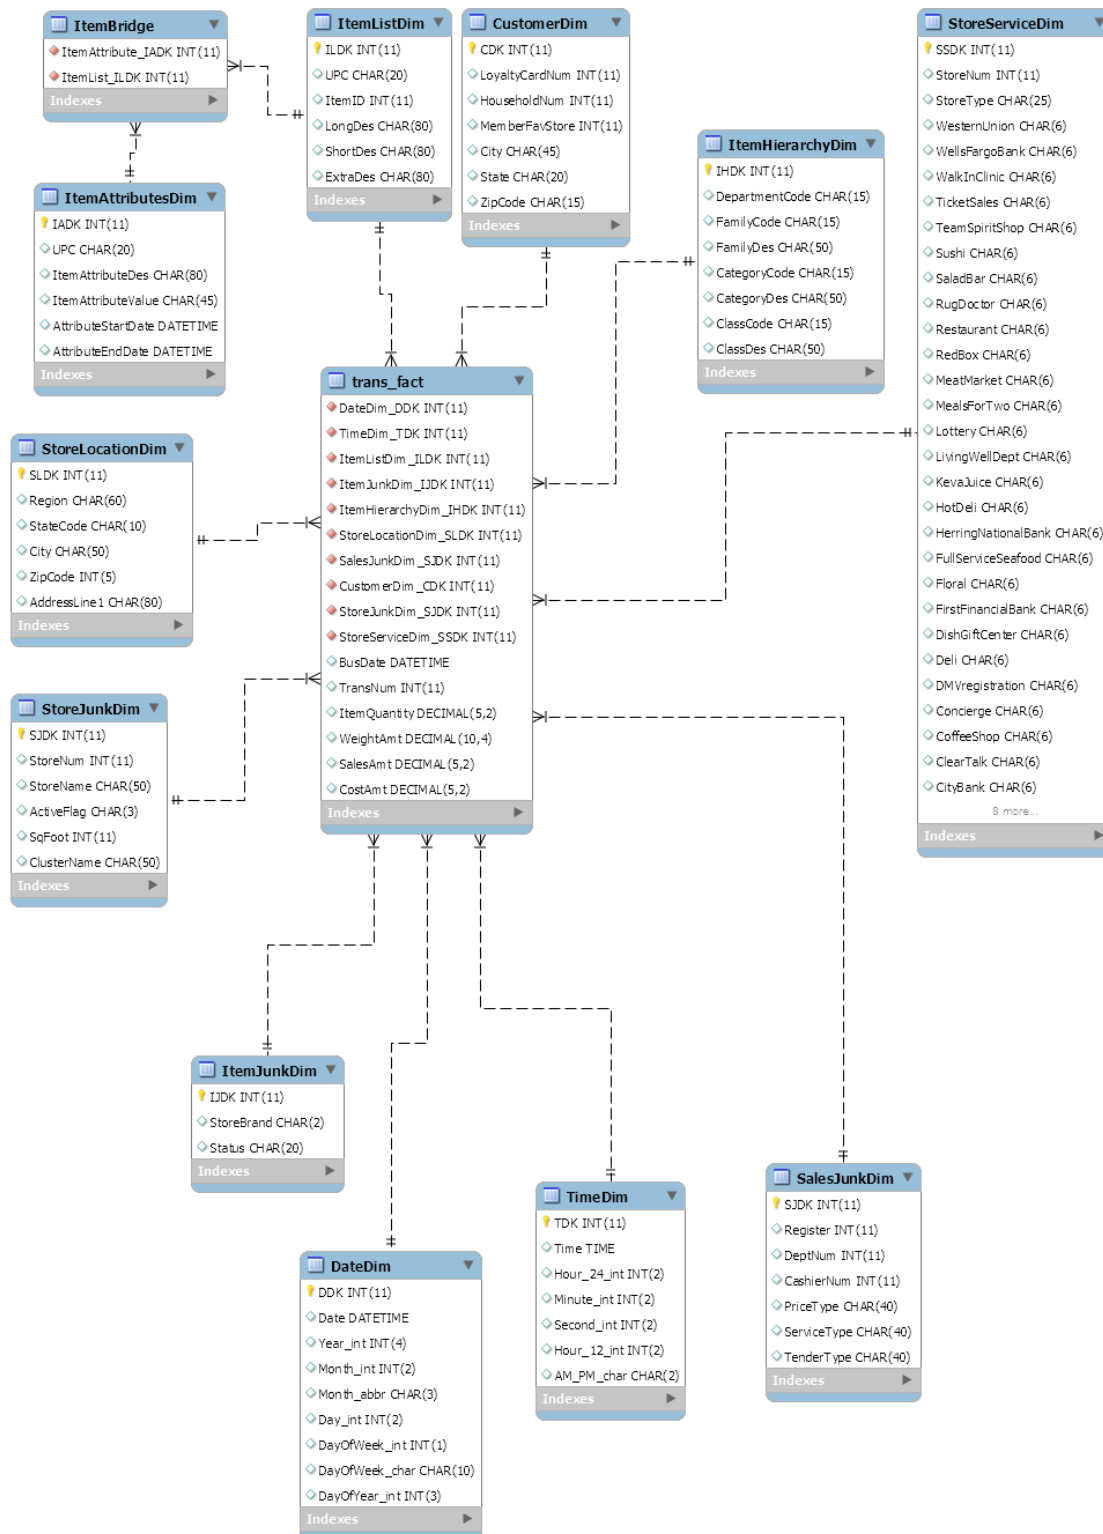 ItemBridge
ItemAttribute_IADK INT(11)
ItemList_ILDK INT(11)
Indexes
ItemListDim
ILDK INT(11)
UPC CHAR(20)
ItemID INT(11)
LongDes CHAR(80)
ShortDes CHAR(80)
ExtraDes CHAR(80)
Indexes
CustomerDim
CDK INT(11)
LoyaltyCardNum INT(11)
HouseholdNum INT(11)
MemberFavStore INT(11)
City CHAR(45)
State CHAR(20)
ZipCode CHAR(15)
Indexes
StoreServiceDim
SSDK INT(11)
StoreNum INT(11)
StoreType CHAR(25)
WesternUnion CHAR(6)
WellsFargoBank CHAR(6)
WalkInClinic CHAR(6)
TicketSales CHAR(6)
TeamSpiritShop CHAR(6)
Sushi CHAR(6)
SaladBar CHAR(6)
RugDoctor CHAR(6)
Restaurant CHAR(6)
RedBox CHAR(6)
MeatMarket CHAR(6)
MealsForTwo CHAR(6)
Lottery CHAR(6)
LivingWellDept CHAR(6)
KevaJuice CHAR(6)
HotDeli CHAR(6)
HerringNationalBank CHAR(6)
FullServiceSeafood CHAR(6)
Floral CHAR(6)
FirstFinancialBank CHAR(6)
DishGiftCenter CHAR(6)
Deli CHAR(6)
DMVregistration CHAR(6)
Concierge CHAR(6)
CoffeeShop CHAR(6)
ClearTalk CHAR(6)
CityBank CHAR(6)
8 more...
Indexes
ItemHierarchyDim
IHDK INT(11)
DepartmentCode CHAR(15)
FamilyCode CHAR(15)
FamilyDes CHAR(50)
CategoryCode CHAR(15)
CategoryDes CHAR(50)
ClassCode CHAR(15)
ClassDes CHAR(50)
Indexes
ItemAttributesDim
IADK INT(11)
UPC CHAR(20)
ItemAttributeDes CHAR(80)
ItemAttributeValue CHAR(45)
AttributeStartDate DATETIME
AttributeEndDate DATETIME
Indexes
trans_fact
DateDim_DDK INT(11)
TimeDim_TDK INT(11)
ItemListDim_ILDK INT(11)
ItemJunkDim_IJDK INT(11)
ItemHierarchyDim_IHDK INT(11)
StoreLocationDim_SLDK INT(11)
SalesJunkDim_SJDK INT(11)
CustomerDim_CDK INT(11)
StoreJunkDim_SJDK INT(11)
StoreServiceDim_SSDK INT(11)
BusDate DATETIME
TransNum INT(11)
ItemQuantity DECIMAL(5,2)
WeightAmt DECIMAL(10,4)
SalesAmt DECIMAL(5,2)
CostAmt DECIMAL(5,2)
Indexes
StoreLocationDim
SLDK INT(11)
Region CHAR(60)
StateCode CHAR(10)
City CHAR(50)
ZipCode INT(5)
AddressLine1 CHAR(80)
Indexes
StoreJunkDim
SJDK INT(11)
StoreNum INT(11)
StoreName CHAR(50)
ActiveFlag CHAR(3)
SqFoot INT(11)
ClusterName CHAR(50)
Indexes
ItemJunkDim
IJDK INT(11)
StoreBrand CHAR(2)
Status CHAR(20)
Indexes
DateDim
DDK INT(11)
Date DATETIME
Year_int INT(4)
Month_int INT(2)
Month_abbr CHAR(3)
Day_int INT(2)
DayOfWeek_int INT(1)
DayOfWeek_char CHAR(10)
DayOfYear_int INT(3)
Indexes
TimeDim
TDK INT(11)
Time TIME
Hour_24_int INT(2)
Minute_int INT(2)
Second_int INT(2)
Hour_12_int INT(2)
AM_PM_char CHAR(2)
Indexes
SalesJunkDim
SJDK INT(11)
Register INT(11)
DeptNum INT(11)
CashierNum INT(11)
PriceType CHAR(40)
ServiceType CHAR(40)
TenderType CHAR(40)
Indexes